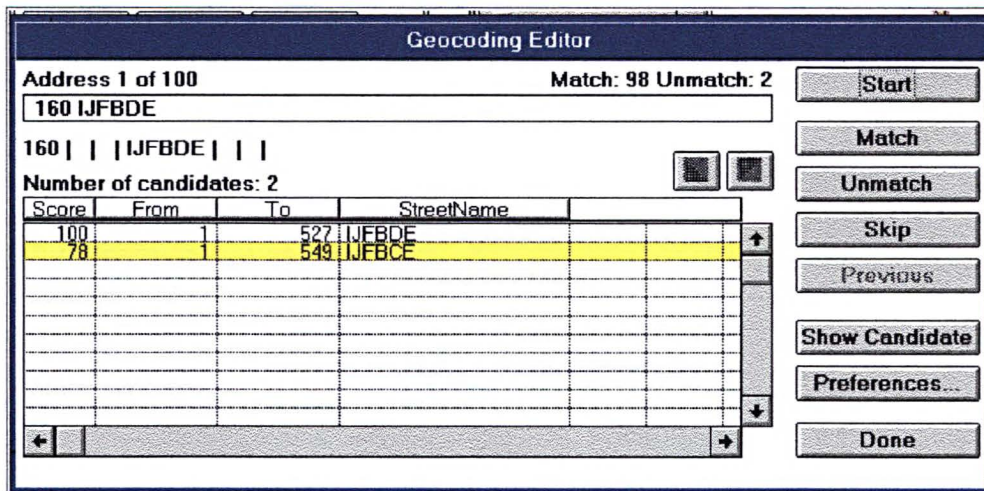 Geocoding Editor
Address 1 of 100 Match: 98 Unmatch: 2
160 IJFBDE
160 | | | IJFBDE | | |
Number of candidates: 2
Score From To StreetName
100 1 527 IJFBDE
78 1 549 IJFBCE
Start
Match
Unmatch
Skip
Previous
Show Candidate
Preferences...
Done